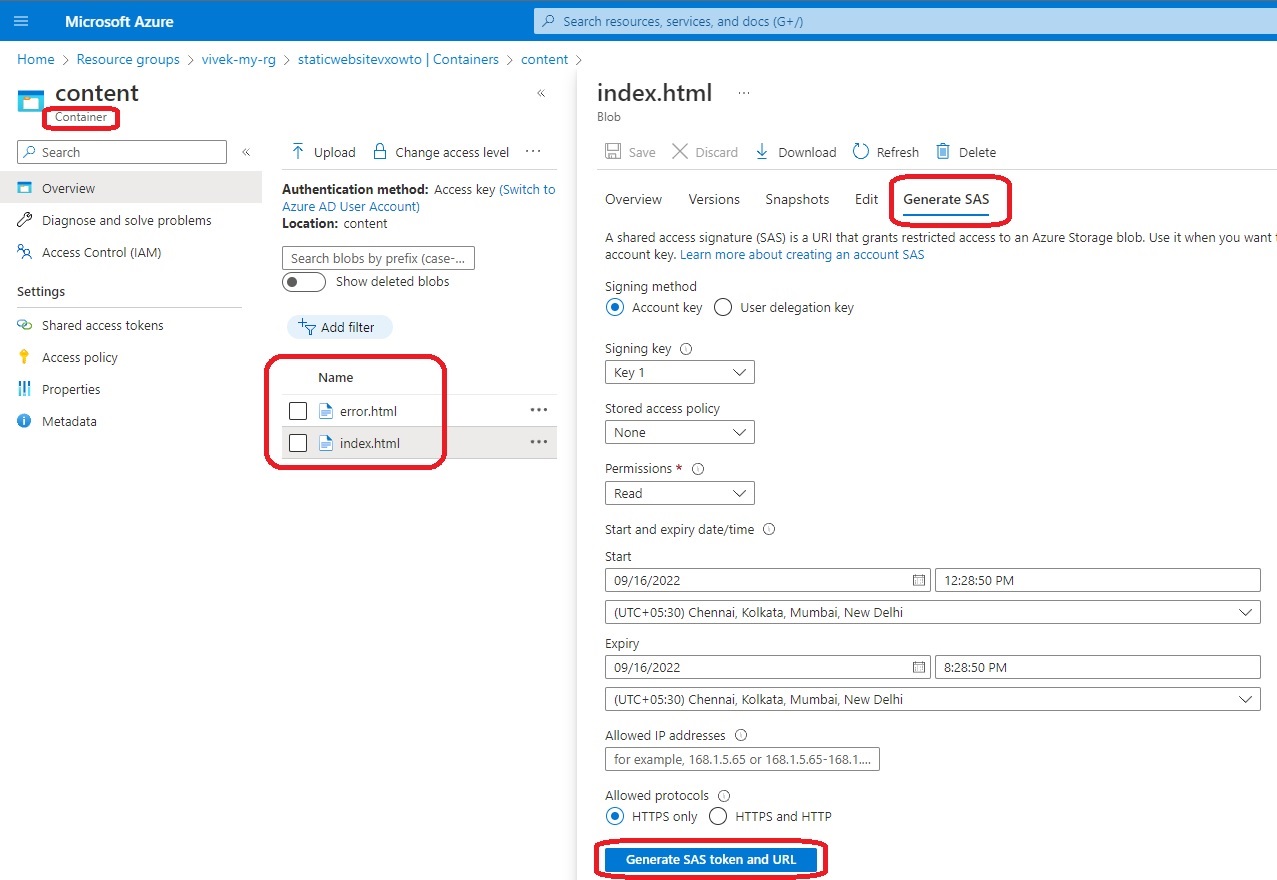 Microsoft Azure
Search resources, services, and docs (G+/)
Home > Resource groups > vivek-my-rg > staticwebsitevxowto | Containers > content >
content
Container
«
Search
«
Overview
Diagnose and solve problems
Access Control (IAM)
Settings
Shared access tokens
Access policy
Properties
Metadata
Upload
Change access level
···
Authentication method: Access key (Switch to
Azure AD User Account)
Location: content
Search blobs by prefix (case-...
Show deleted blobs
Add filter
Name
error.html
···
index.html
···
index.html
···
Blob
Save
Discard
Download
Refresh
Delete
Overview
Versions
Snapshots
Edit
Generate SAS
A shared access signature (SAS) is a URI that grants restricted access to an Azure Storage blob. Use it when you want
account key. Learn more about creating an account SAS
Signing method
Account key
User delegation key
Signing key
Key 1
Stored access policy
None
Permissions *
Read
Start and expiry date/time
Start
09/16/2022
12:28:50 PM
(UTC+05:30) Chennai, Kolkata, Mumbai, New Delhi
Expiry
09/16/2022
8:28:50 PM
(UTC+05:30) Chennai, Kolkata, Mumbai, New Delhi
Allowed IP addresses
for example, 168.1.5.65 or 168.1.5.65-168.1....
Allowed protocols
HTTPS only
HTTPS and HTTP
Generate SAS token and URL